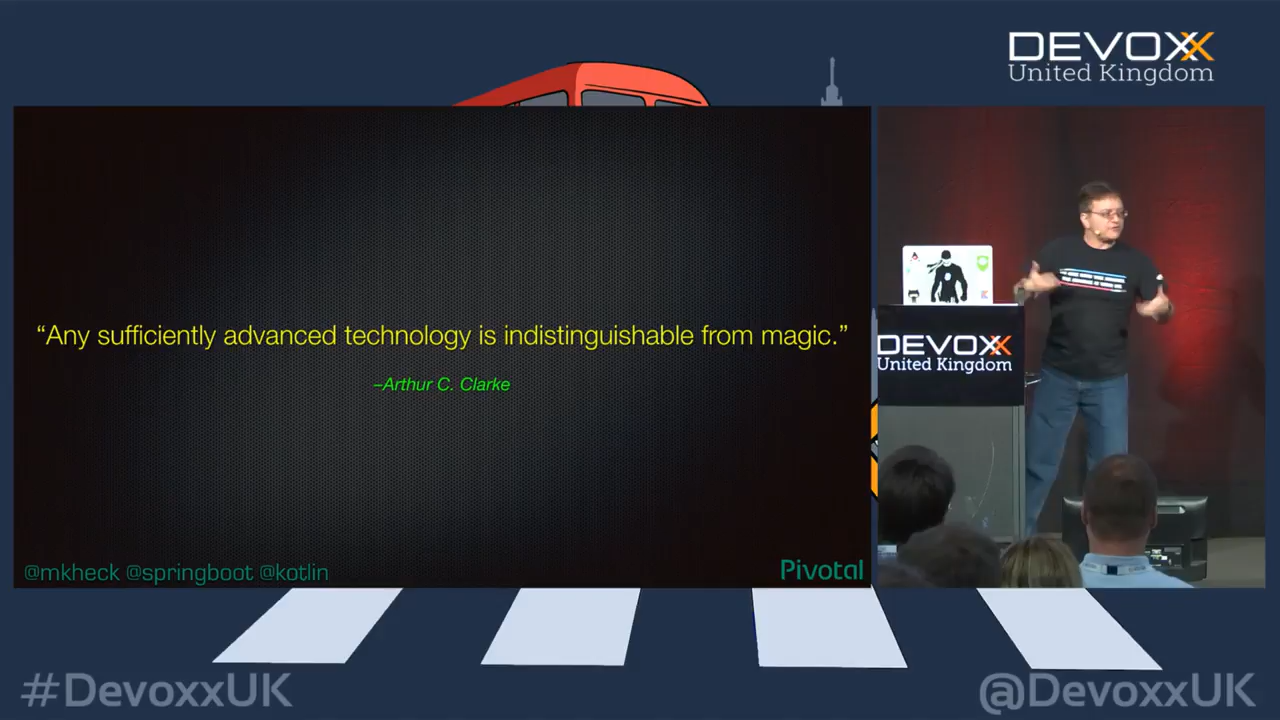 DEVOXX
United Kingdom
“Any sufficiently advanced technology is indistinguishable from magic.”
–Arthur C. Clarke
@mkheck @springboot @kotlin
Pivotal
DEVOXX
United Kingdom
#DevoxxUK
@DevoxxUK